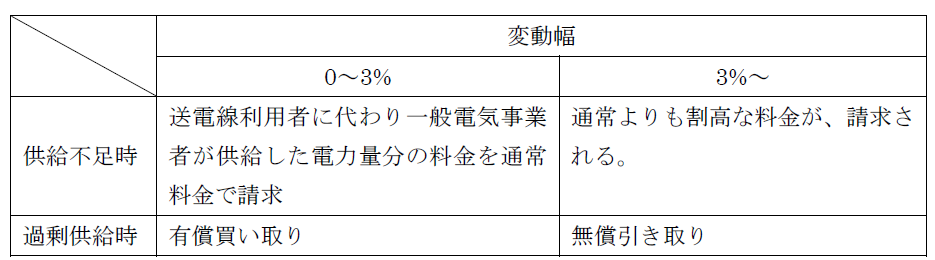 変動幅
0～3%
3%～
供給不足時
送電線利用者に代わり一般電気事業
者が供給した電力量分の料金を通常
料金で請求
通常よりも割高な料金が、請求さ
れる。
過剰供給時
有償買い取り
無償引き取り